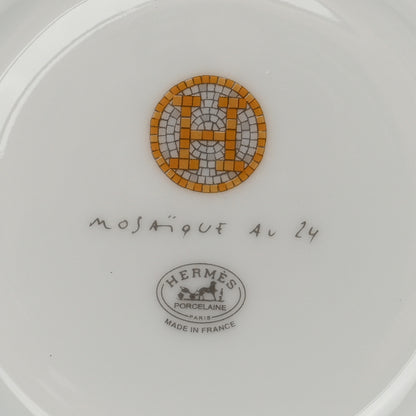 H
MOSAÏQUE AU 24
HERMÈS
PORCELAINE
PARIS
MADE IN FRANCE